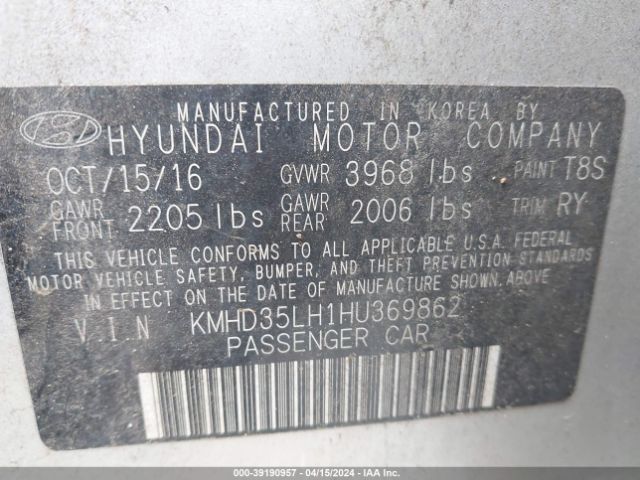 MANUFACTURED IN KOREA BY
HYUNDAI MOTOR COMPANY
OCT/15/16 GVWR 3968 lbs PAINT T8S
GAWR FRONT 2205 lbs GAWR REAR 2006 lbs TRIM RY
THIS VEHICLE CONFORMS TO ALL APPLICABLE U.S.A. FEDERAL
MOTOR VEHICLE SAFETY, BUMPER, AND THEFT PREVENTION STANDARDS
IN EFFECT ON THE DATE OF MANUFACTURE SHOWN ABOVE
V.I.N KMHD35LH1HU369862
PASSENGER CAR
000-39190957 - 04/15/2024 - IAA Inc.